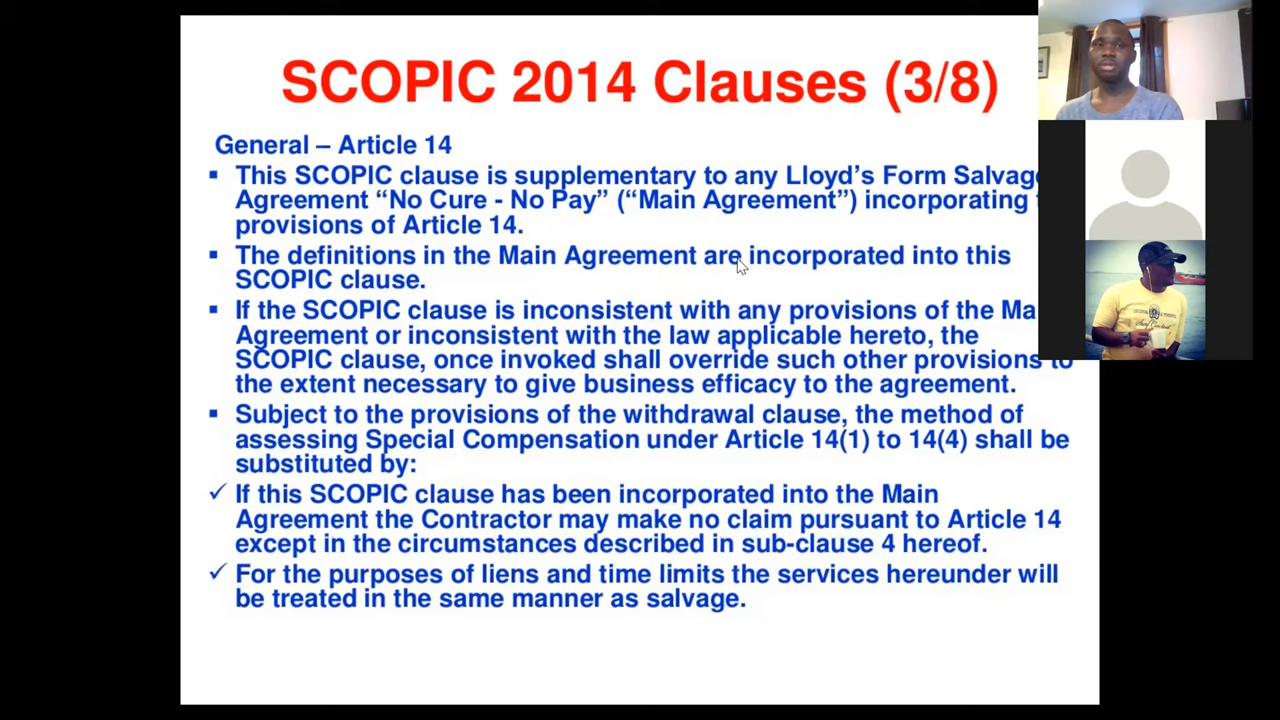 SCOPIC 2014 Clauses (3/8)
General – Article 14
▪ This SCOPIC clause is supplementary to any Lloyd’s Form Salvage
Agreement “No Cure - No Pay” (“Main Agreement”) incorporating
provisions of Article 14.
▪ The definitions in the Main Agreement are incorporated into this
SCOPIC clause.
▪ If the SCOPIC clause is inconsistent with any provisions of the
Agreement or inconsistent with the law applicable hereto, the
SCOPIC clause, once invoked shall override such other provisions to
the extent necessary to give business efficacy to the agreement.
▪ Subject to the provisions of the withdrawal clause, the method of
assessing Special Compensation under Article 14(1) to 14(4) shall be
substituted by:
✓ If this SCOPIC clause has been incorporated into the Main
Agreement the Contractor may make no claim pursuant to Article 14
except in the circumstances described in sub-clause 4 hereof.
✓ For the purposes of liens and time limits the services hereunder will
be treated in the same manner as salvage.